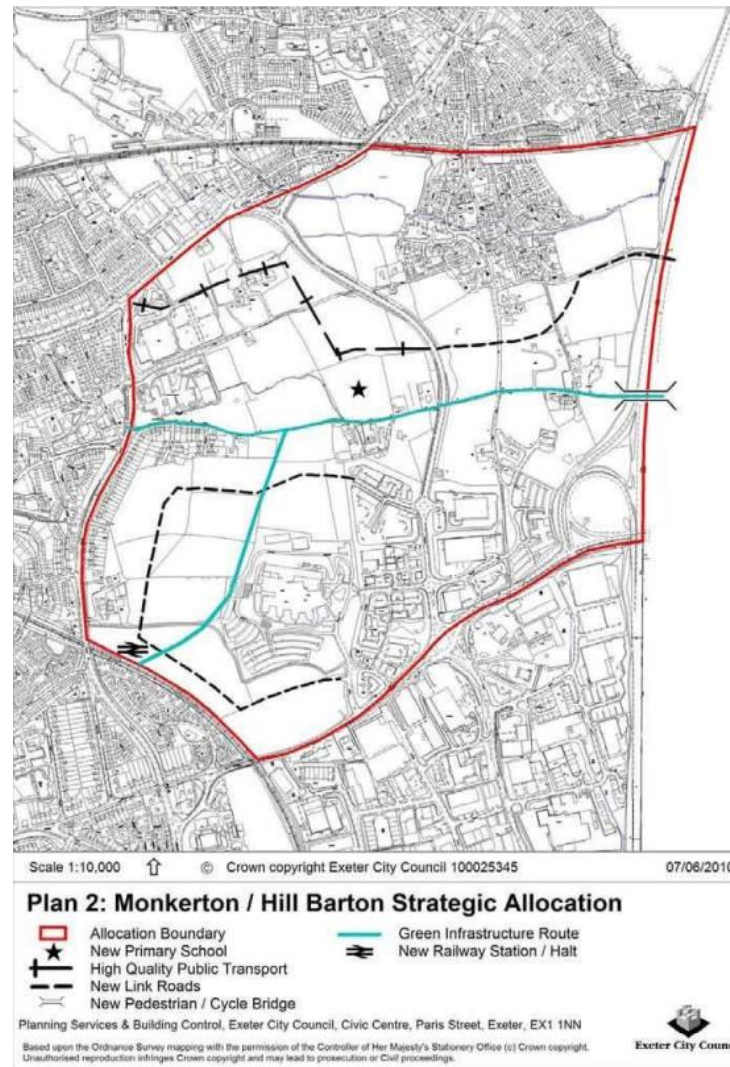 Scale 1:10,000 © Crown copyright Exeter City Council 100025345 07/06/2010
Plan 2: Monkerton / Hill Barton Strategic Allocation
Allocation Boundary
New Primary School
High Quality Public Transport
New Link Roads
New Pedestrian / Cycle Bridge
Green Infrastructure Route
New Railway Station / Halt
Planning Services & Building Control, Exeter City Council, Civic Centre, Paris Street, Exeter, EX1 1NN
Based upon the Ordnance Survey mapping with the permission of the Controller of Her Majesty's Stationery Office (c) Crown copyright.
Unauthorised reproduction infringes Crown copyright and may lead to prosecution or Civil proceedings.
Exeter City Counc